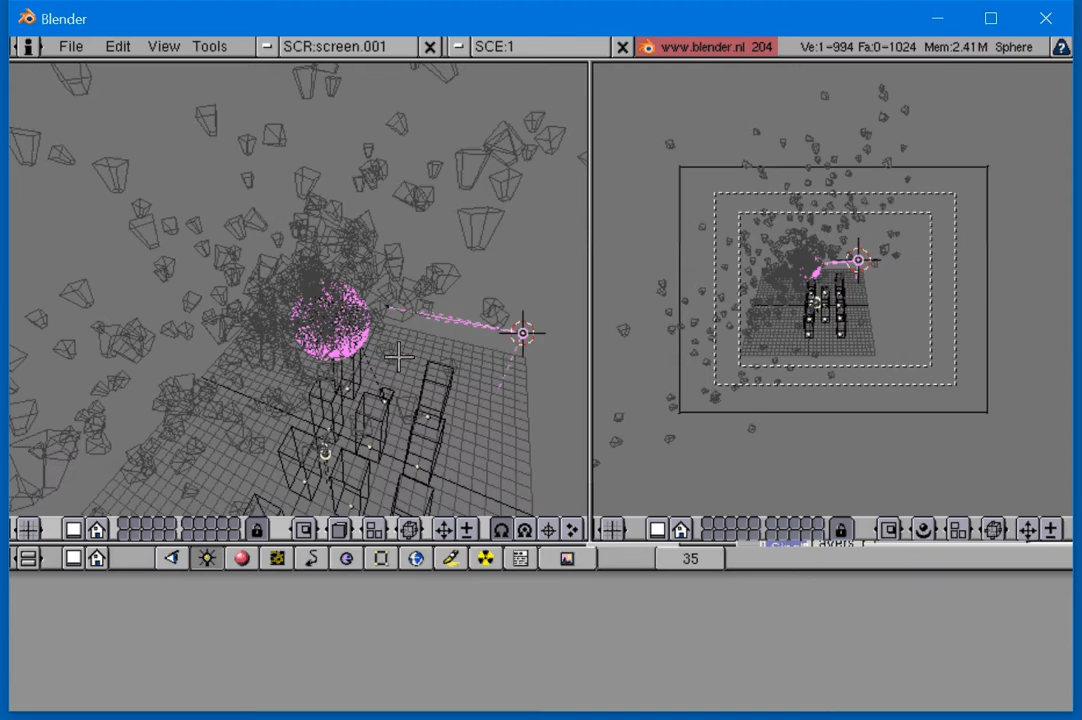 Blender
File Edit View Tools SCR:screen.001 SCE:1 www.blender.nl 204 Ve:1-994 Fa:0-1024 Mem:2.41M Sphere
35